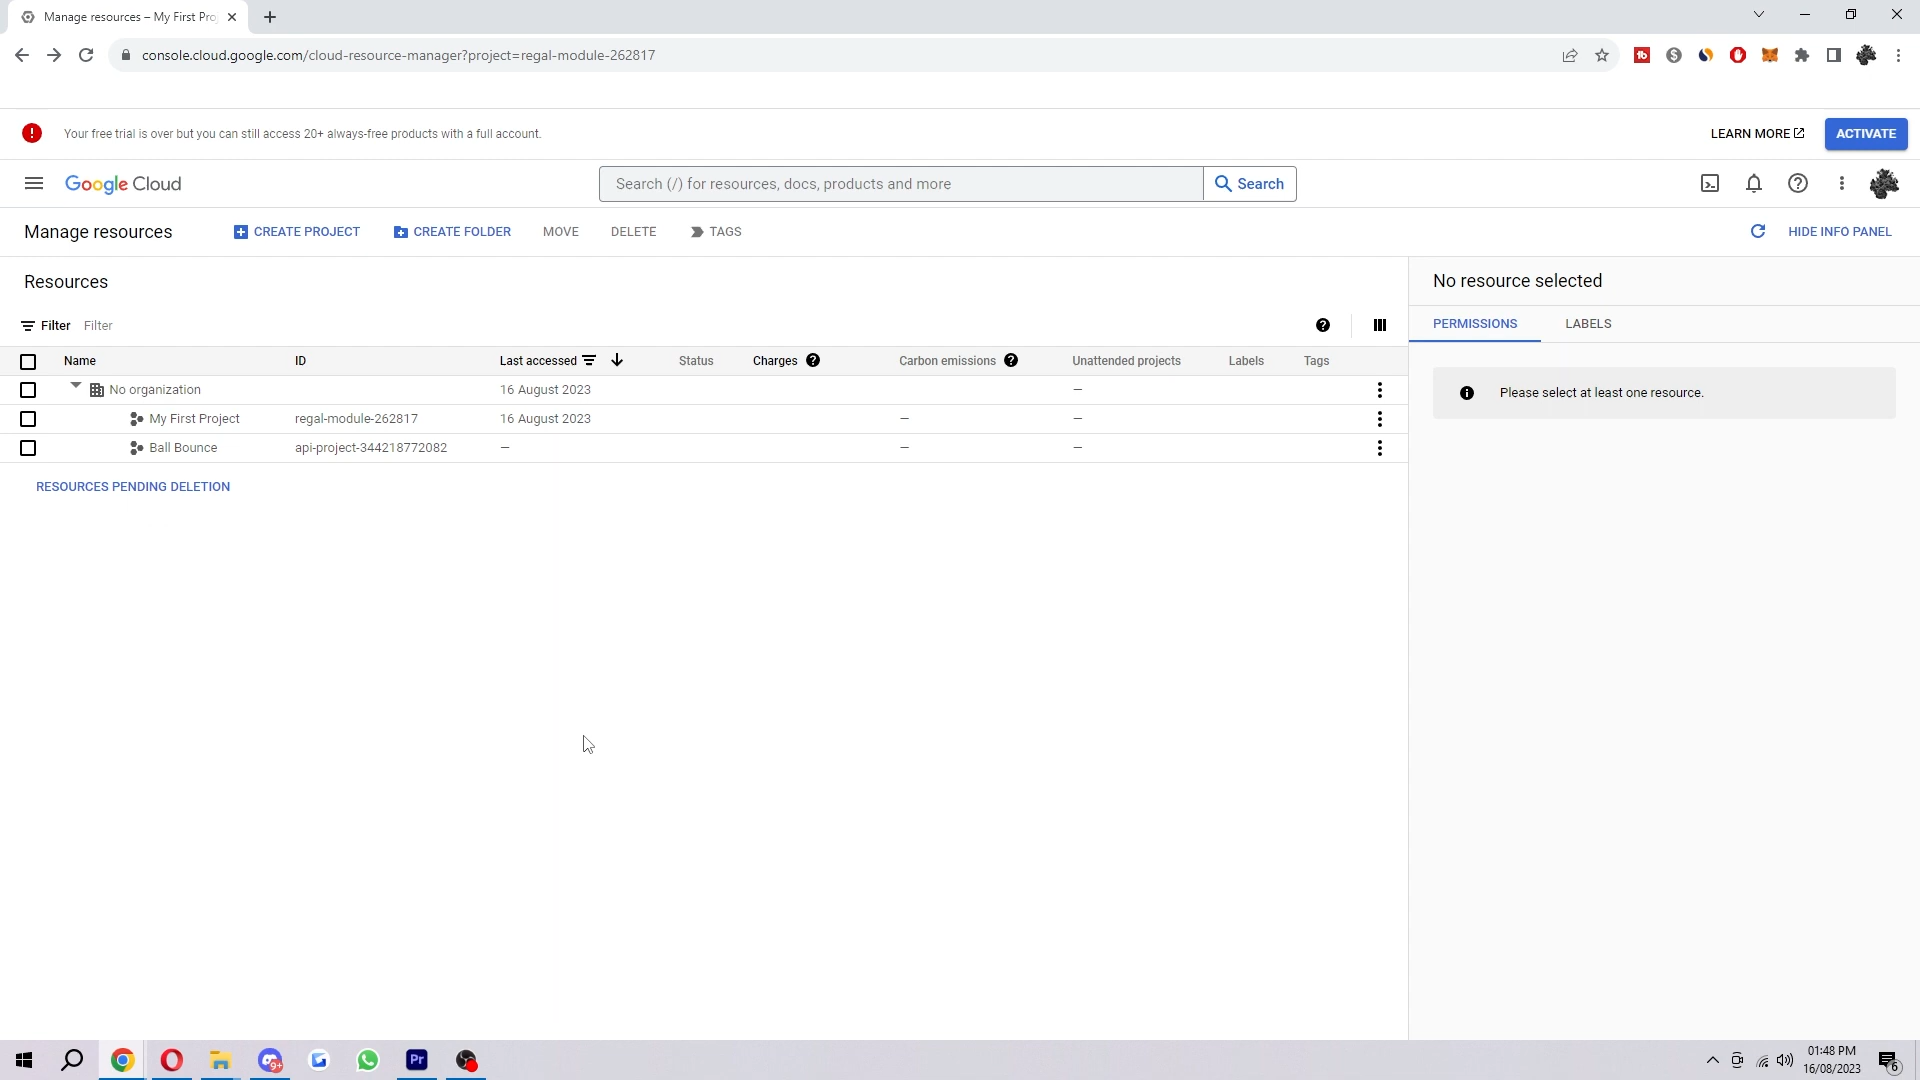 Manage resources – My First Pro
console.cloud.google.com/cloud-resource-manager?project=regal-module-262817
Your free trial is over but you can still access 20+ always-free products with a full account.
LEARN MORE
ACTIVATE
Google Cloud
Search (/) for resources, docs, products and more
Search
Manage resources
CREATE PROJECT
CREATE FOLDER
MOVE
DELETE
TAGS
HIDE INFO PANEL
Resources
Filter Filter
Name ID Last accessed Status Charges Carbon emissions Unattended projects Labels Tags
No organization 16 August 2023 –
My First Project regal-module-262817 16 August 2023 – –
Ball Bounce api-project-344218772082 – – –
RESOURCES PENDING DELETION
No resource selected
PERMISSIONS LABELS
Please select at least one resource.
9+
Pr
01:48 PM
16/08/2023
6